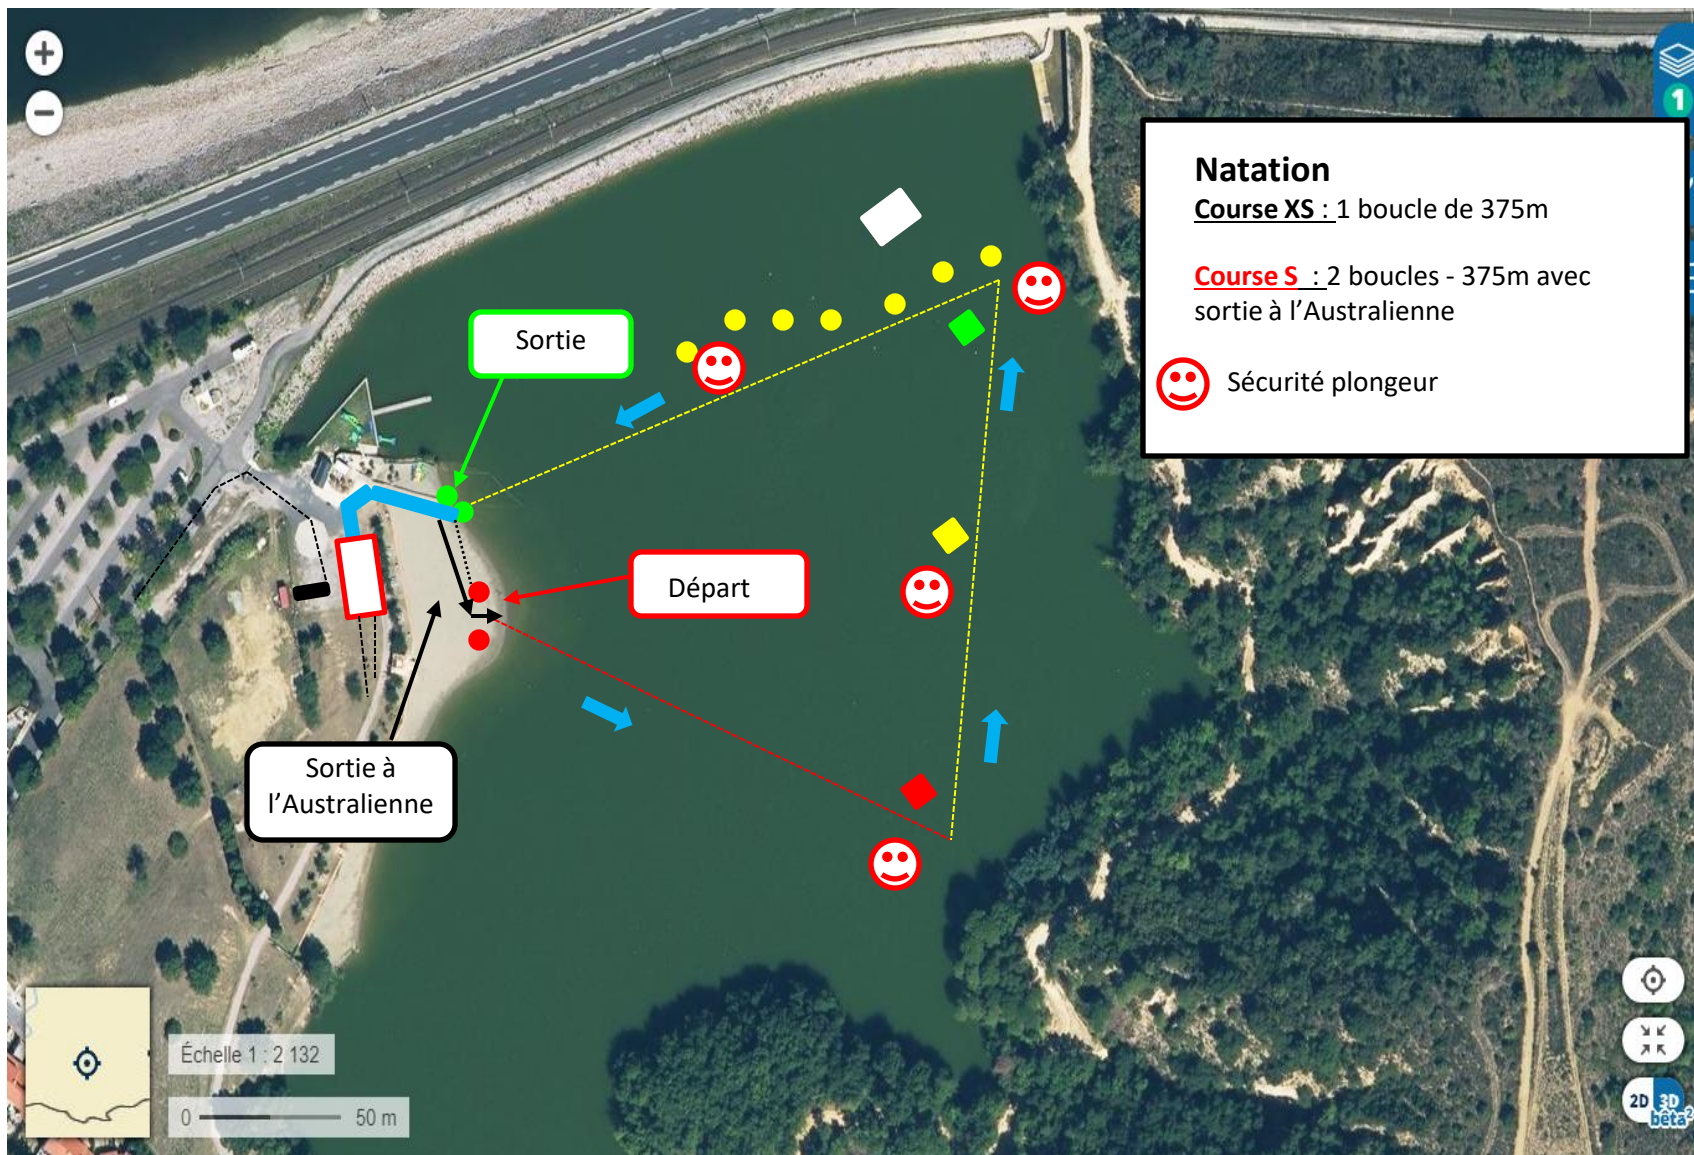 1
Natation
Course XS : 1 boucle de 375m
Course S : 2 boucles - 375m avec
sortie à l’Australienne
Sécurité plongeur
Sortie
Départ
Sortie à
l’Australienne
Échelle 1 : 2 132
0 50 m
2D 3D
bêta